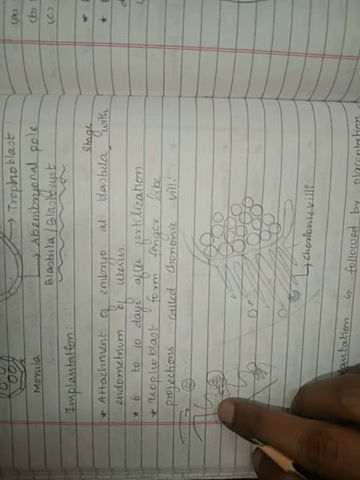 (a)
(b)
(c)
→ Trophoblast
→ Abembryonal pole
Morula
Blastula/blastocyst
Implantation:
* Attachment of embryo at blastula stage with
endometrium of uterus
* 6 to 10 days after fertilization
* Trophoblast form finger like
projections called chorionic villi.
→ Chorionic villi
is followed by placentation